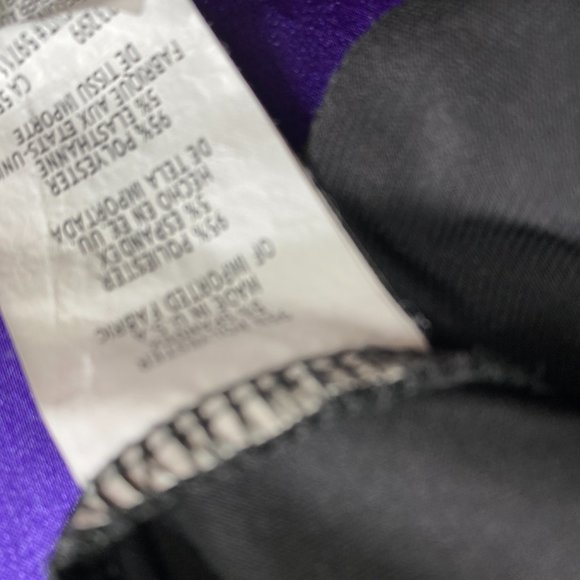 MADE IN U.S.A.
OF IMPORTED FABRIC
95% POLIESTER
5% ESPANDEX
HECHO EN EE UU
DE TELA IMPORTADA
95% POLYESTER
5% ELASTHANNE
FABRIQUE AUX ETATS-UNI
DE TISSU IMPORTE